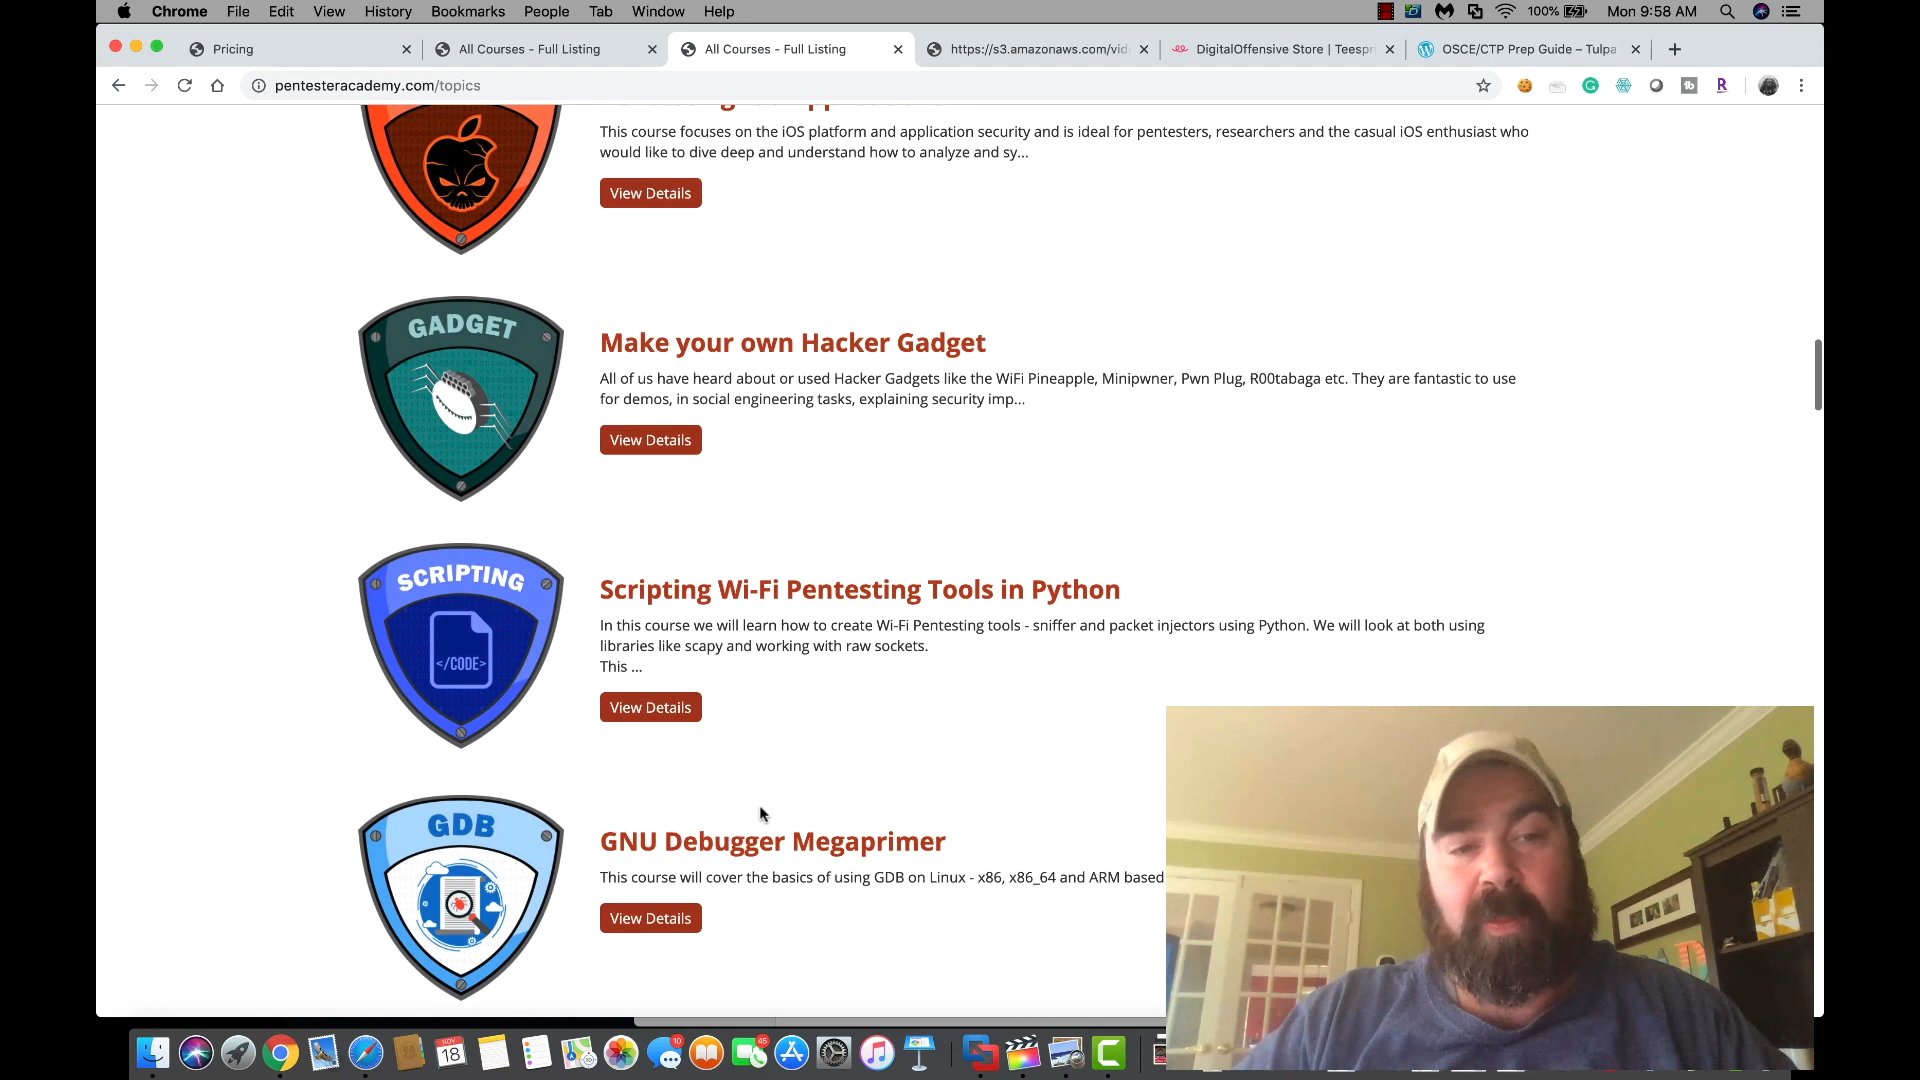 Chrome File Edit View History Bookmarks People Tab Window Help
100% Mon 9:58 AM
Pricing
All Courses - Full Listing
All Courses - Full Listing
https://s3.amazonaws.com/vid
DigitalOffensive Store | Teespri
OSCE/CTP Prep Guide – Tulpa
pentesteracademy.com/topics
This course focuses on the iOS platform and application security and is ideal for pentesters, researchers and the casual iOS enthusiast who
would like to dive deep and understand how to analyze and sy...
View Details
GADGET
Make your own Hacker Gadget
All of us have heard about or used Hacker Gadgets like the WiFi Pineapple, Minipwner, Pwn Plug, R00tabaga etc. They are fantastic to use
for demos, in social engineering tasks, explaining security imp...
View Details
SCRIPTING
</CODE>
Scripting Wi-Fi Pentesting Tools in Python
In this course we will learn how to create Wi-Fi Pentesting tools - sniffer and packet injectors using Python. We will look at both using
libraries like scapy and working with raw sockets.
This ...
View Details
GDB
GNU Debugger Megaprimer
This course will cover the basics of using GDB on Linux - x86, x86_64 and ARM based
View Details
NOV
18
10
45